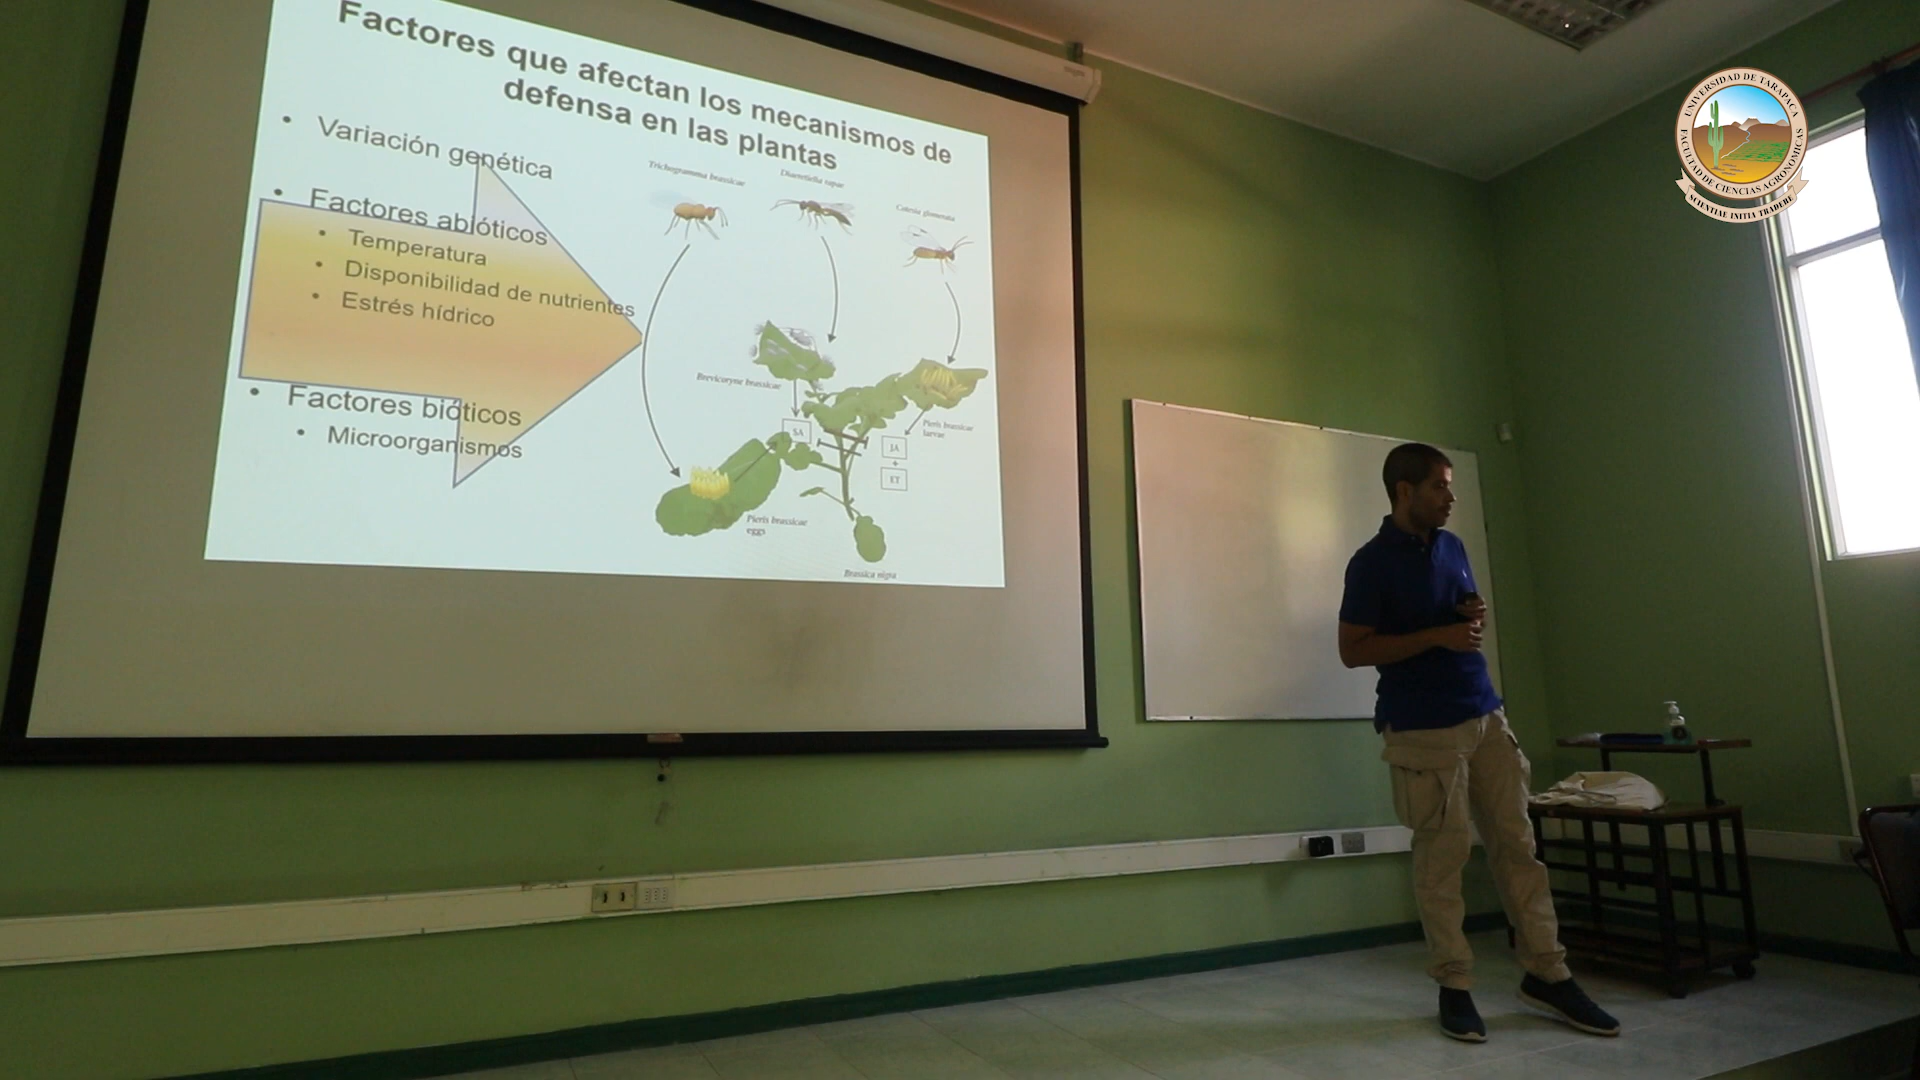 Factores que afectan los mecanismos de
defensa en las plantas
• Variación genética
• Factores abióticos
• Temperatura
• Disponibilidad de nutrientes
• Estrés hídrico
• Factores bióticos
• Microorganismos
Trichogramma brassicae
Diaeretiella rapae
Cotesia glomerata
Brevicoryne brassicae
SA
JA
+
ET
Pieris brassicae
larvae
Pieris brassicae
eggs
Brassica nigra
UNIVERSIDAD DE TARAPACA
FACULTAD DE CIENCIAS AGRONOMICAS
SCIENTIAE INITIA TRADERE